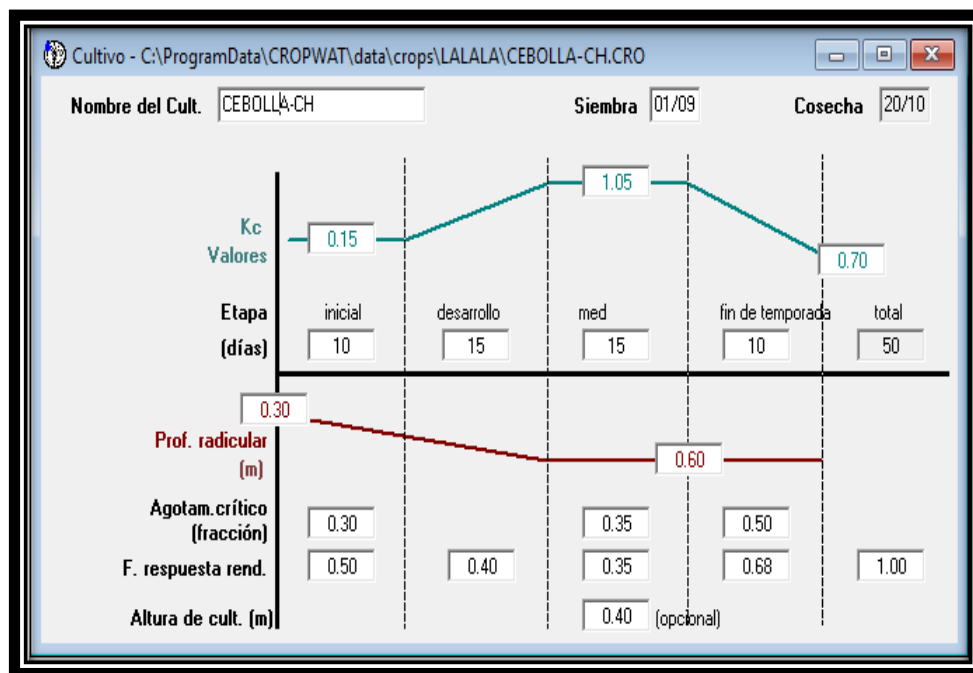 Cultivo - C:\ProgramData\CROPWAT\data\crops\LALALA\CEBOLLA-CH.CRO
Nombre del Cult. CEBOLLA-CH Siembra 01/09 Cosecha 20/10
1.05
Kc 0.15
Valores 0.70
Etapa inicial desarrollo med fin de temporada total
(días) 10 15 15 10 50
0.30
Prof. radicular
(m) 0.60
Agotam.crítico
(fracción) 0.30 0.35 0.50
F. respuesta rend. 0.50 0.40 0.35 0.68 1.00
Altura de cult. (m) 0.40 (opcional)